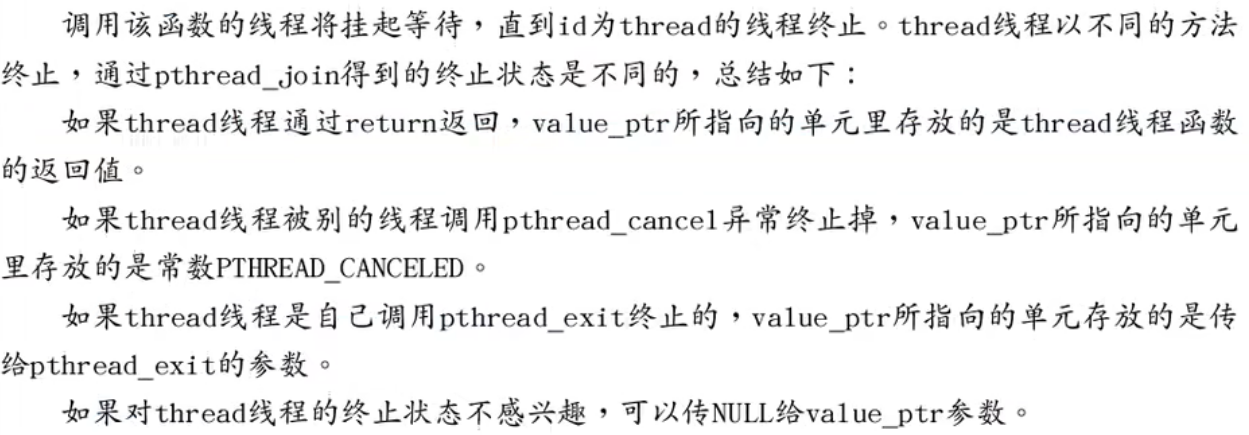 调用该函数的线程将挂起等待，直到id为thread的线程终止。thread线程以不同的方法
终止，通过pthread_join得到的终止状态是不同的，总结如下：
如果thread线程通过return返回，value_ptr所指向的单元里存放的是thread线程函数
的返回值。
如果thread线程被别的线程调用pthread_cancel异常终止掉，value_ptr所指向的单元
里存放的是常数PTHREAD_CANCELED。
如果thread线程是自己调用pthread_exit终止的，value_ptr所指向的单元存放的是传
给pthread_exit的参数。
如果对thread线程的终止状态不感兴趣，可以传NULL给value_ptr参数。